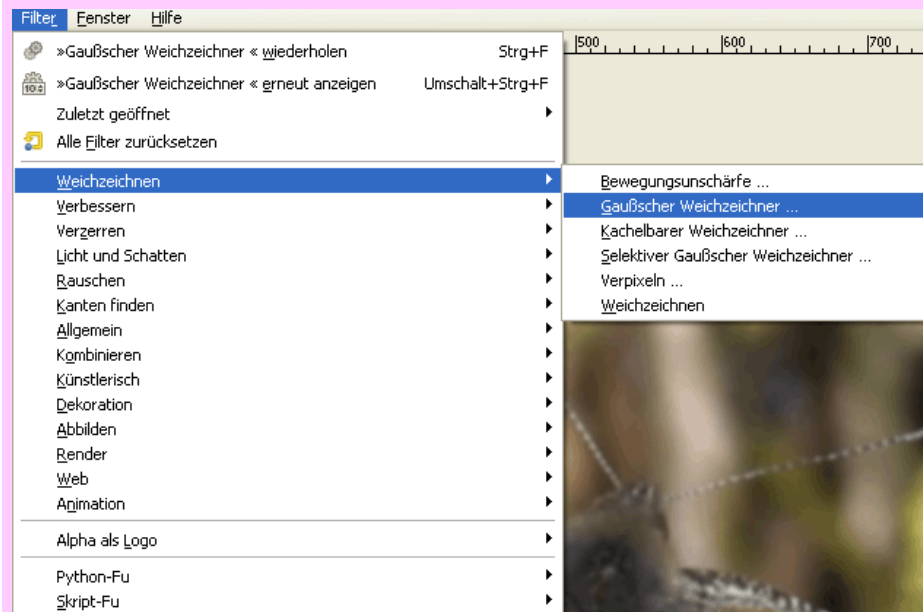 Filter Fenster Hilfe
»Gaußscher Weichzeichner « wiederholen Strg+F
»Gaußscher Weichzeichner « erneut anzeigen Umschalt+Strg+F
Zuletzt geöffnet
Alle Filter zurücksetzen
Weichzeichnen
Verbessern
Verzerren
Licht und Schatten
Rauschen
Kanten finden
Allgemein
Kombinieren
Künstlerisch
Dekoration
Abbilden
Render
Web
Animation
Alpha als Logo
Python-Fu
Skript-Fu
500 600 700
Bewegungsunschärfe ...
Gaußscher Weichzeichner ...
Kachelbarer Weichzeichner ...
Selektiver Gaußscher Weichzeichner ...
Verpixeln ...
Weichzeichnen